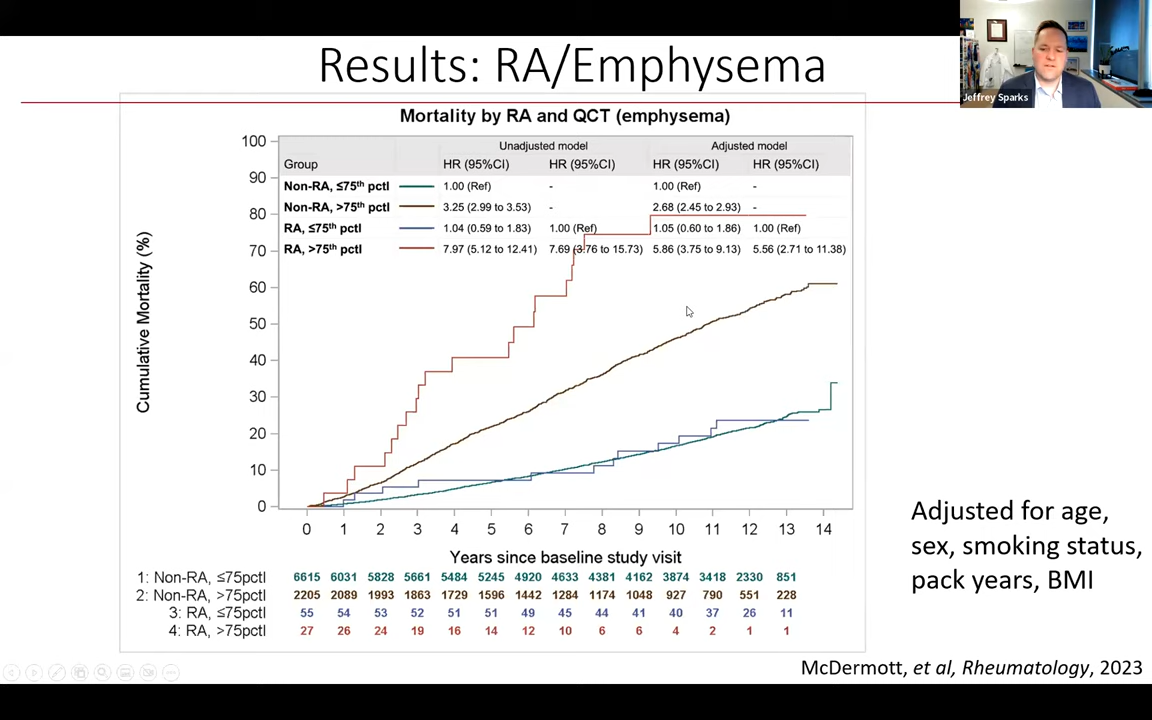 Jeffrey Sparks
Results: RA/Emphysema
Mortality by RA and QCT (emphysema)
Unadjusted model Adjusted model
Group HR (95%CI) HR (95%CI) HR (95%CI) HR (95%CI)
Non-RA, ≤75th pctl 1.00 (Ref) - 1.00 (Ref) -
Non-RA, >75th pctl 3.25 (2.99 to 3.53) - 2.68 (2.45 to 2.93) -
RA, ≤75th pctl 1.04 (0.59 to 1.83) 1.00 (Ref) 1.05 (0.60 to 1.86) 1.00 (Ref)
RA, >75th pctl 7.97 (5.12 to 12.41) 7.69 (3.76 to 15.73) 5.86 (3.75 to 9.13) 5.56 (2.71 to 11.38)
Cumulative Mortality (%)
100
90
80
70
60
50
40
30
20
10
0
0 1 2 3 4 5 6 7 8 9 10 11 12 13 14
Years since baseline study visit
1: Non-RA, ≤75pctl 6615 6031 5828 5661 5484 5245 4920 4633 4381 4162 3874 3418 2330 851
2: Non-RA, >75pctl 2205 2089 1993 1863 1729 1596 1442 1284 1174 1048 927 790 551 228
3: RA, ≤75pctl 55 54 53 52 51 51 49 45 44 41 40 37 26 11
4: RA, >75pctl 27 26 24 19 16 14 12 10 6 6 4 2 1 1
Adjusted for age,
sex, smoking status,
pack years, BMI
McDermott, et al, Rheumatology, 2023